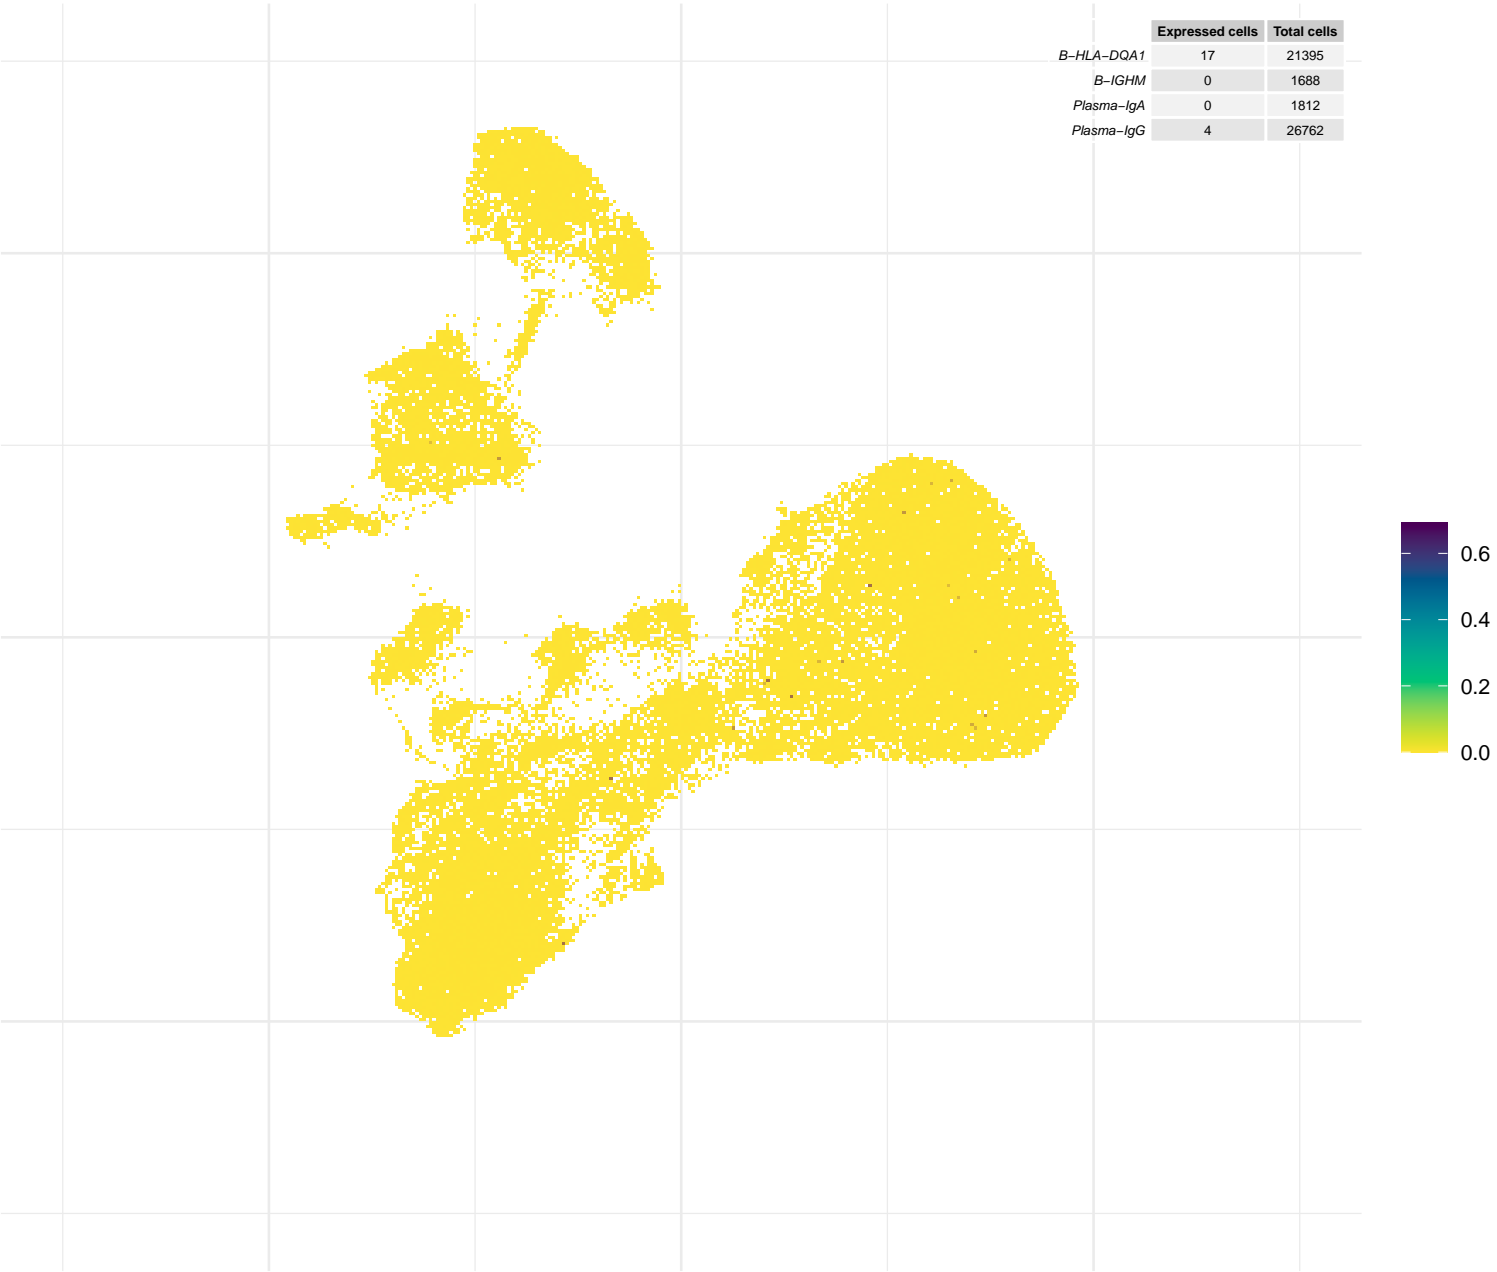 Expressed cells Total cells
B−HLA−DQA1 17 21395
B−IGHM 0 1688
Plasma−IgA 0 1812
Plasma−IgG 4 26762
0.6
0.4
0.2
0.0